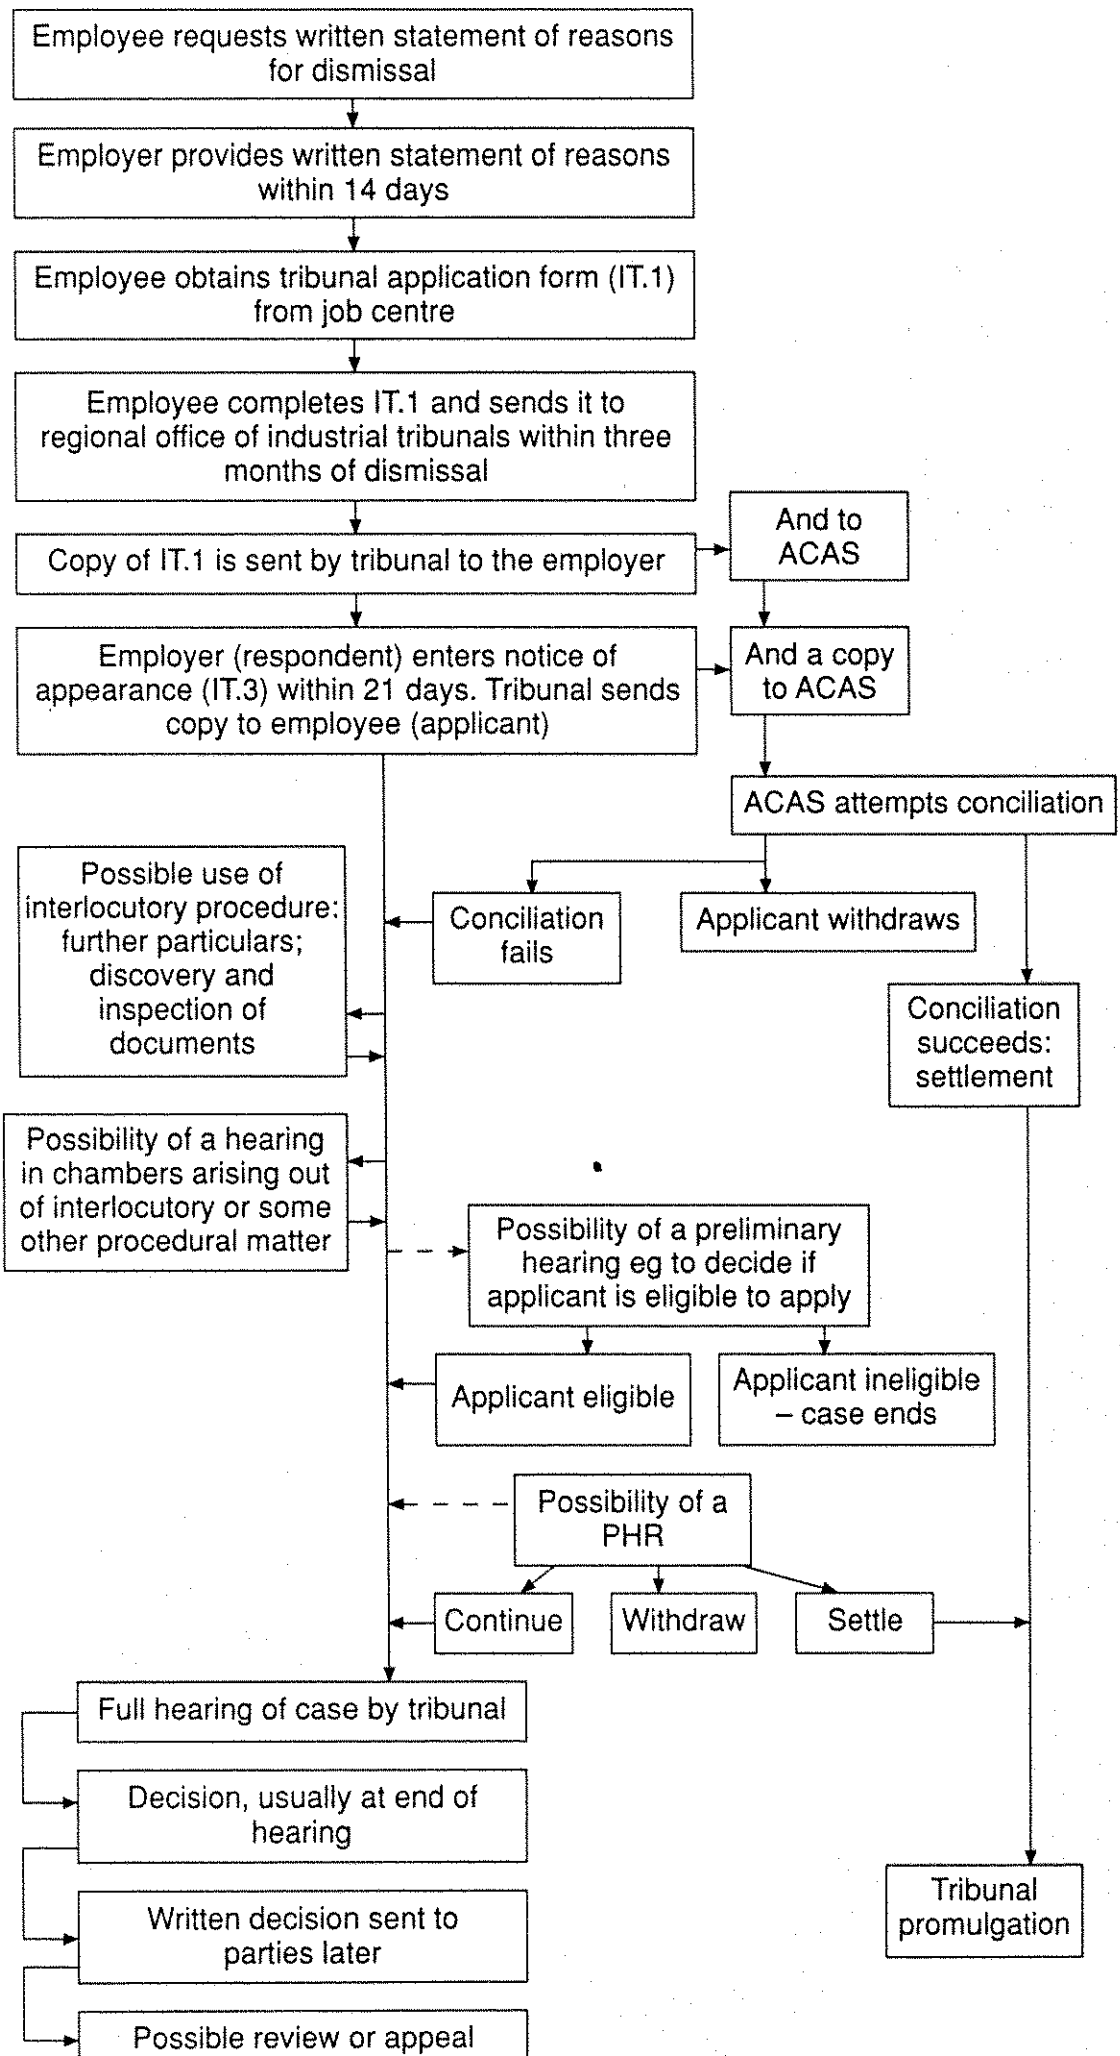 Employee requests written statement of reasons
for dismissal
Employer provides written statement of reasons
within 14 days
Employee obtains tribunal application form (IT.1)
from job centre
Employee completes IT.1 and sends it to
regional office of industrial tribunals within three
months of dismissal
Copy of IT.1 is sent by tribunal to the employer
And to
ACAS
Employer (respondent) enters notice of
appearance (IT.3) within 21 days. Tribunal sends
copy to employee (applicant)
And a copy
to ACAS
ACAS attempts conciliation
Possible use of
interlocutory procedure:
further particulars;
discovery and
inspection of
documents
Conciliation
fails
Applicant withdraws
Conciliation
succeeds:
settlement
Possibility of a hearing
in chambers arising out
of interlocutory or some
other procedural matter
Possibility of a preliminary
hearing eg to decide if
applicant is eligible to apply
Applicant eligible
Applicant ineligible
– case ends
Possibility of a
PHR
Continue
Withdraw
Settle
Full hearing of case by tribunal
Decision, usually at end of
hearing
Written decision sent to
parties later
Tribunal
promulgation
Possible review or appeal